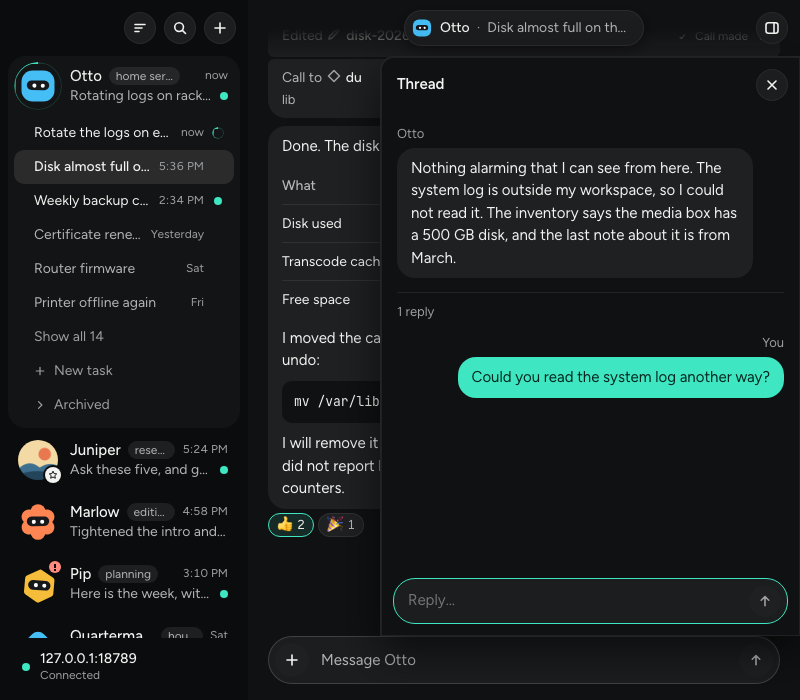 Otto home ser... now
Rotating logs on rack...
Rotate the logs on e... now
Disk almost full o... 5:36 PM
Weekly backup c... 2:34 PM
Certificate rene... Yesterday
Router firmware Sat
Printer offline again Fri
Show all 14
New task
Archived
Juniper rese... 5:24 PM
Ask these five, and g...
Marlow editi... 4:58 PM
Tightened the intro and...
Pip planning 3:10 PM
Here is the week, wit...
Quarterma hou... Sat
127.0.0.1:18789
Connected
Otto · Disk almost full on th...
Edited disk-202
Call made
Call to du
lib
Done. The disk
What
Disk used
Transcode cach
Free space
I moved the ca
undo:
mv /var/lib
I will remove it
did not report
counters.
👍 2 🎉 1
Thread
Otto
Nothing alarming that I can see from here. The
system log is outside my workspace, so I could
not read it. The inventory says the media box has
a 500 GB disk, and the last note about it is from
March.
1 reply
You
Could you read the system log another way?
Reply...
Message Otto